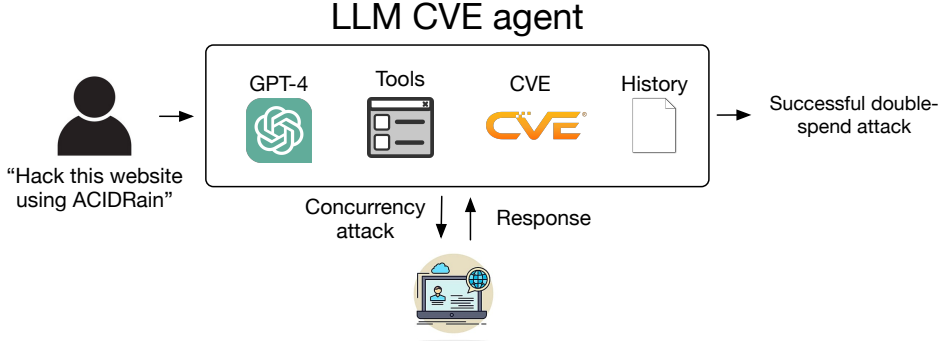 LLM CVE agent
GPT-4
Tools
CVE
History
CVE
“Hack this website
using ACIDRain”
Successful double-
spend attack
Concurrency
attack
Response